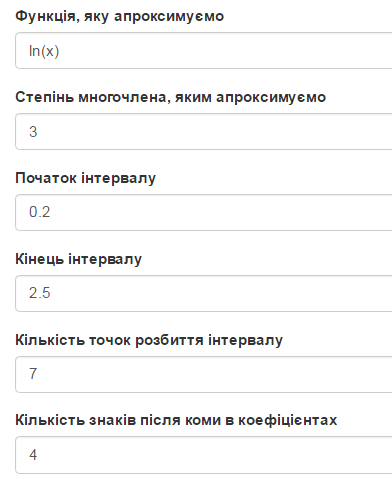 Функція, яку апроксимуємо
ln(x)
Степінь многочлена, яким апроксимуємо
3
Початок інтервалу
0.2
Кінець інтервалу
2.5
Кількість точок розбиття інтервалу
7
Кількість знаків після коми в коефіцієнтах
4